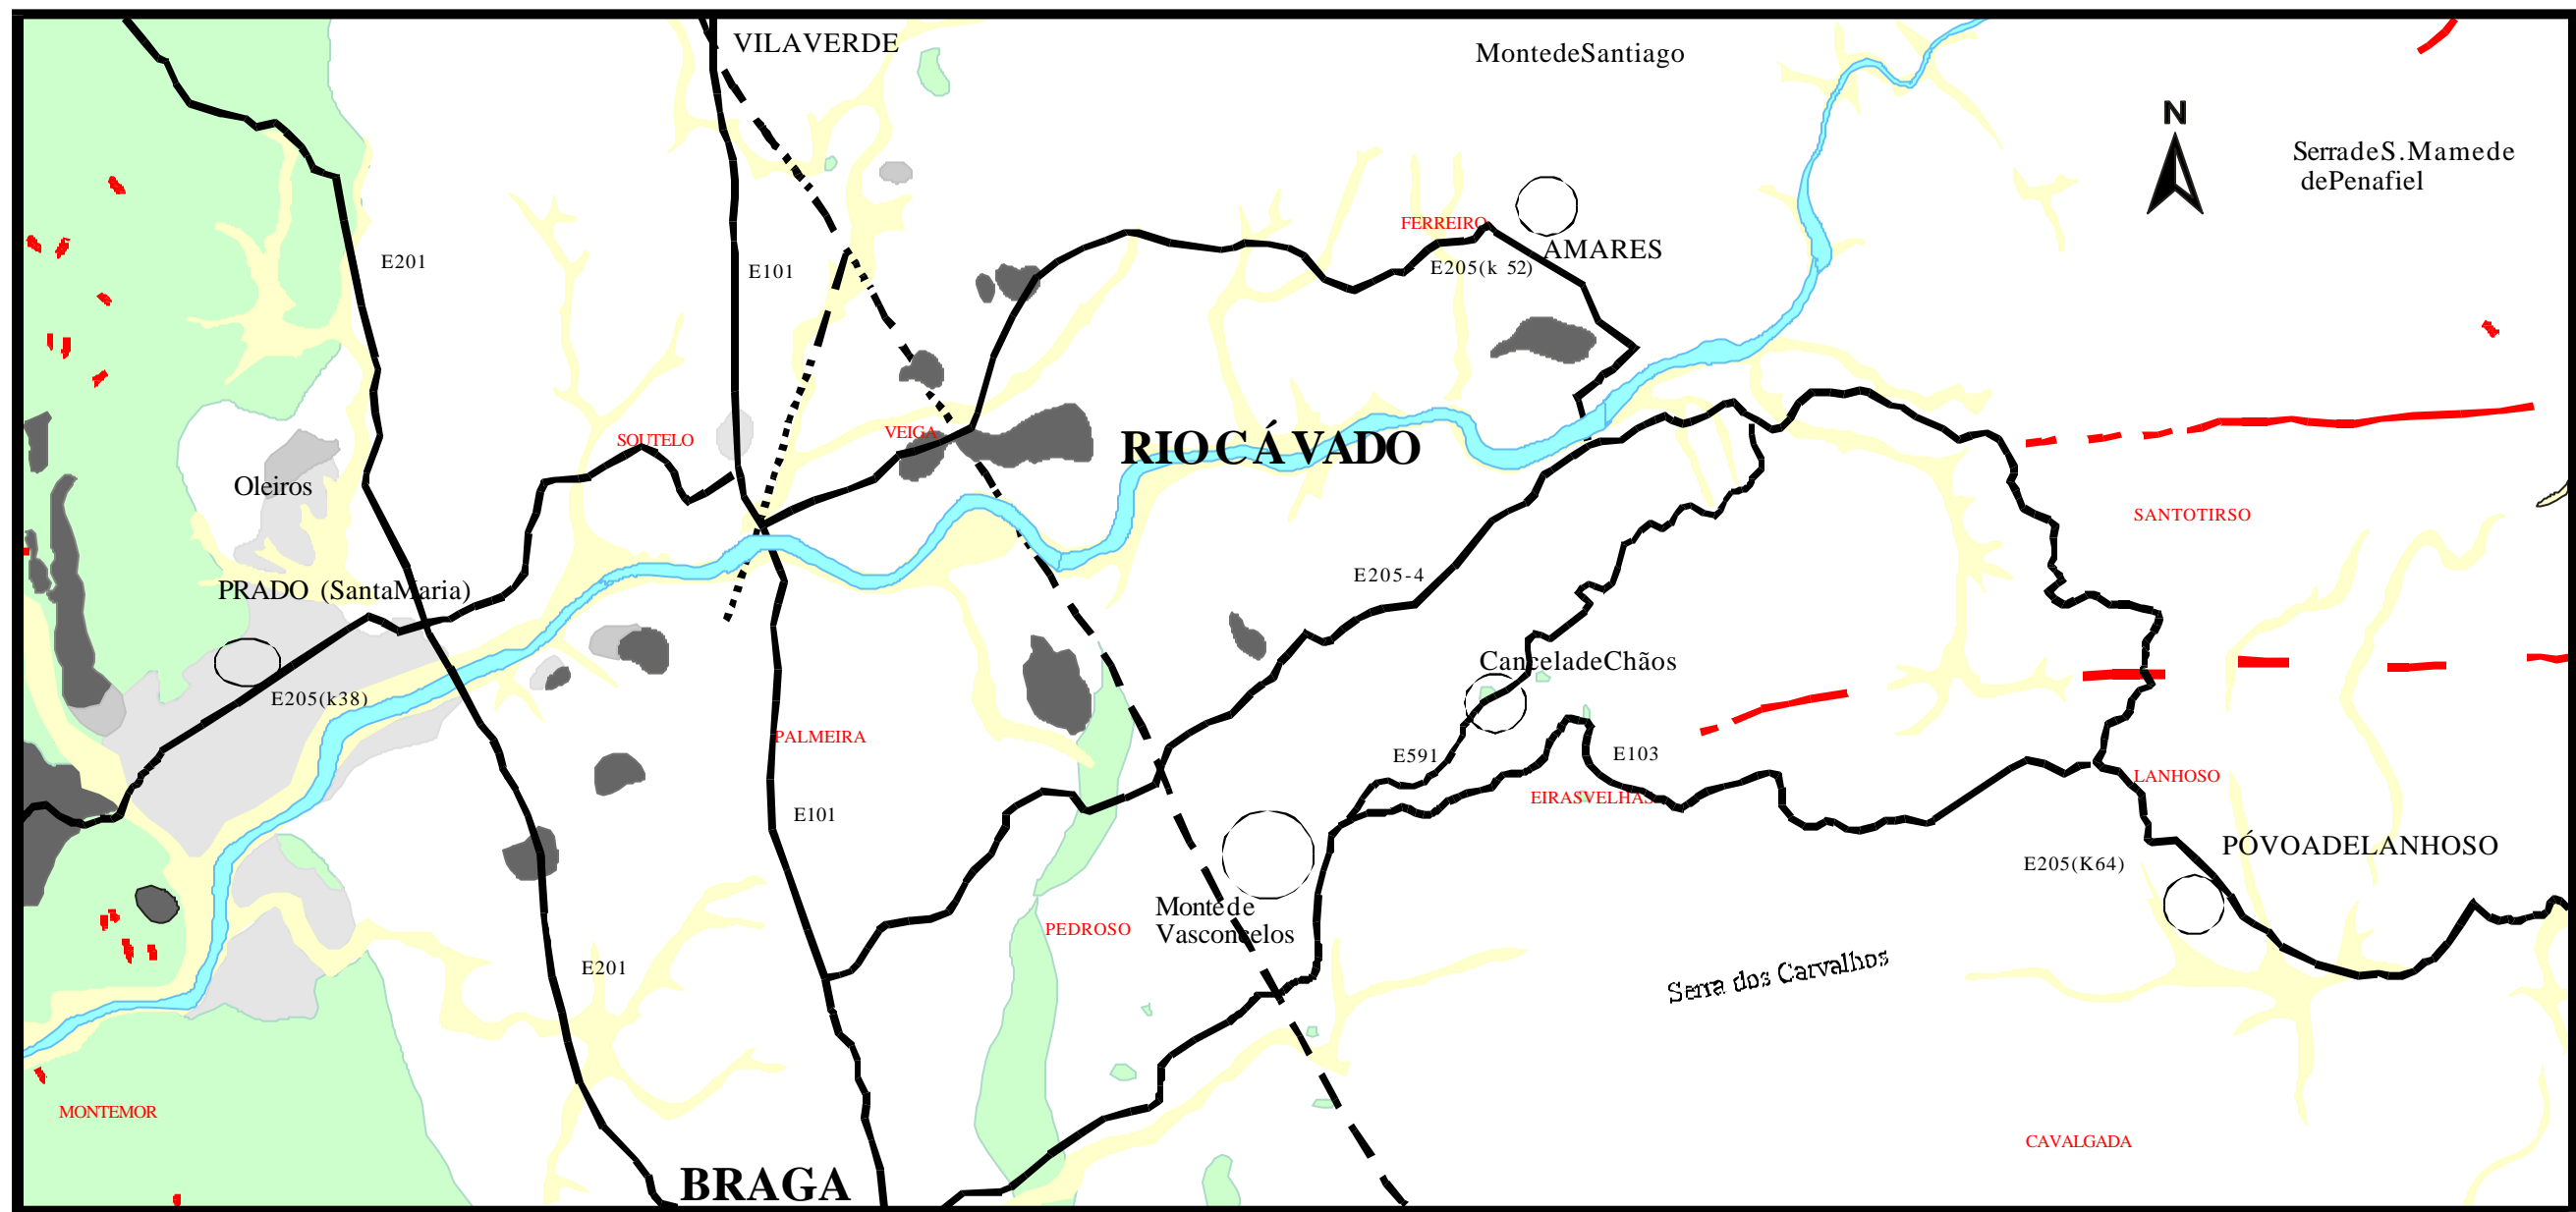 VILAVERDE
MontedeSantiago
N
SerradeS.Mamede
dePenafiel
FERREIRO
AMARES
E201
E101
E205(k 52)
SOUTELO
VEIGA
RIO CÁVADO
Oleiros
SANTOTIRSO
E205-4
PRADO (SantaMaria)
CanceladeChãos
E205(k38)
PALMEIRA
E591
E103
LANHOSO
EIRASVELHAS
E101
PÓVOADELANHOSO
E205(K64)
Montede
Vasconcelos
PEDROSO
E201
Serra dos Carvalhos
MONTEMOR
CAVALGADA
BRAGA